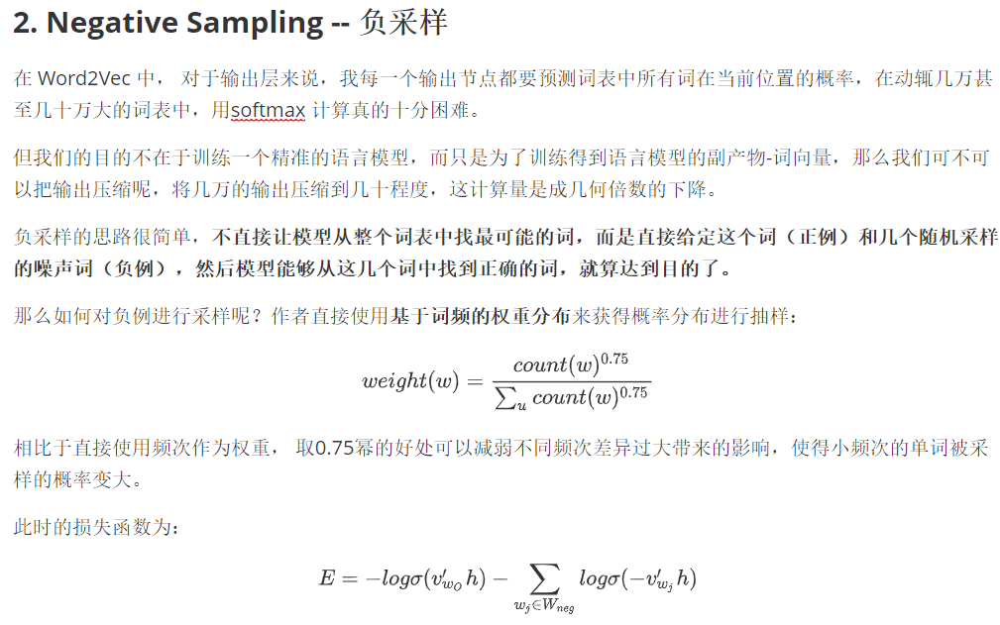 2. Negative Sampling -- 负采样
在 Word2Vec 中， 对于输出层来说，我每一个输出节点都要预测词表中所有词在当前位置的概率，在动辄几万甚
至几十万大的词表中，用softmax 计算真的十分困难。
但我们的目的不在于训练一个精准的语言模型，而只是为了训练得到语言模型的副产物-词向量，那么我们可不可
以把输出压缩呢，将几万的输出压缩到几十程度，这计算量是成几何倍数的下降。
负采样的思路很简单，不直接让模型从整个词表中找最可能的词，而是直接给定这个词（正例）和几个随机采样
的噪声词（负例），然后模型能够从这几个词中找到正确的词，就算达到目的了。
那么如何对负例进行采样呢？作者直接使用基于词频的权重分布来获得概率分布进行抽样：
weight(w) = \frac{count(w)^{0.75}}{\sum_u count(w)^{0.75}}
相比于直接使用频次作为权重， 取0.75幂的好处可以减弱不同频次差异过大带来的影响，使得小频次的单词被采
样的概率变大。
此时的损失函数为：
E = -log\sigma(v'_{w_O} h) - \sum_{w_j \in W_{neg}} log\sigma(-v'_{w_j} h)